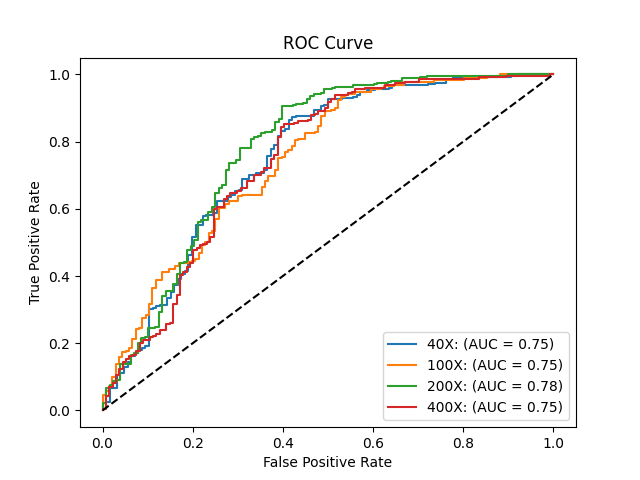 ROC Curve
True Positive Rate
1.0
0.8
0.6
0.4
0.2
0.0
0.0 0.2 0.4 0.6 0.8 1.0
False Positive Rate
40X: (AUC = 0.75)
100X: (AUC = 0.75)
200X: (AUC = 0.78)
400X: (AUC = 0.75)